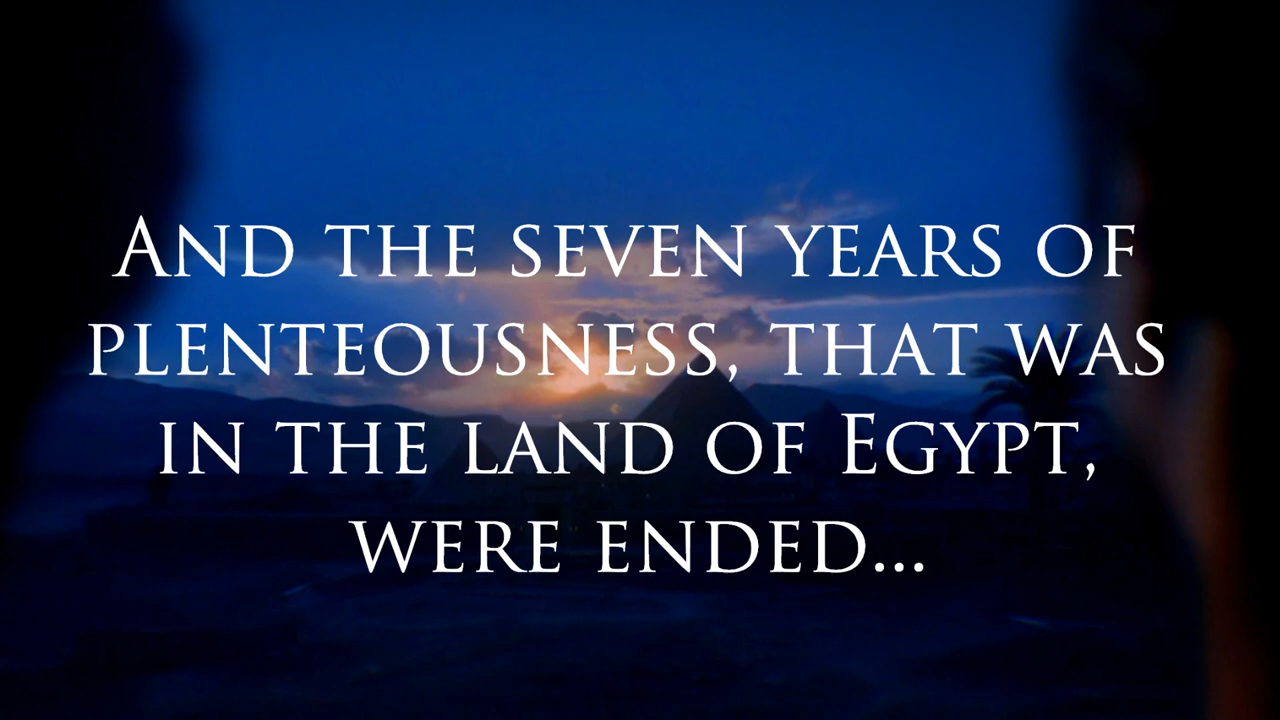 And the seven years of
plenteousness, that was
in the land of Egypt,
were ended...